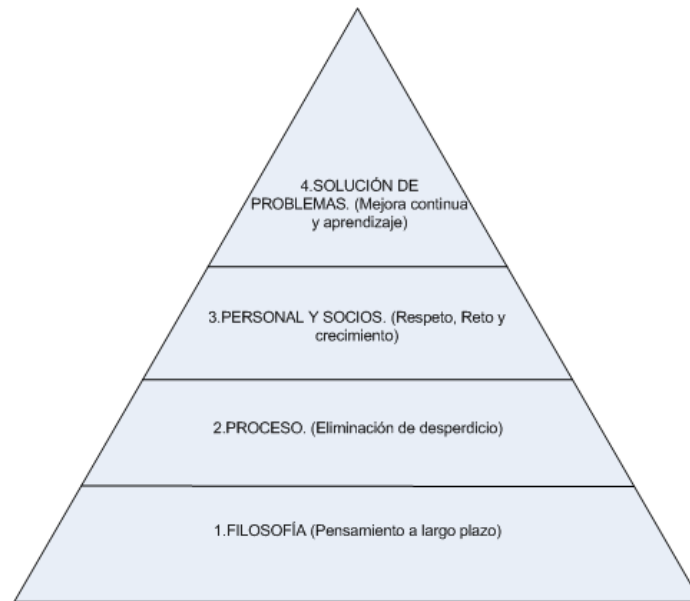 4.SOLUCIÓN DE
PROBLEMAS. (Mejora continua
y aprendizaje)
3.PERSONAL Y SOCIOS. (Respeto, Reto y
crecimiento)
2.PROCESO. (Eliminación de desperdicio)
1.FILOSOFÍA (Pensamiento a largo plazo)